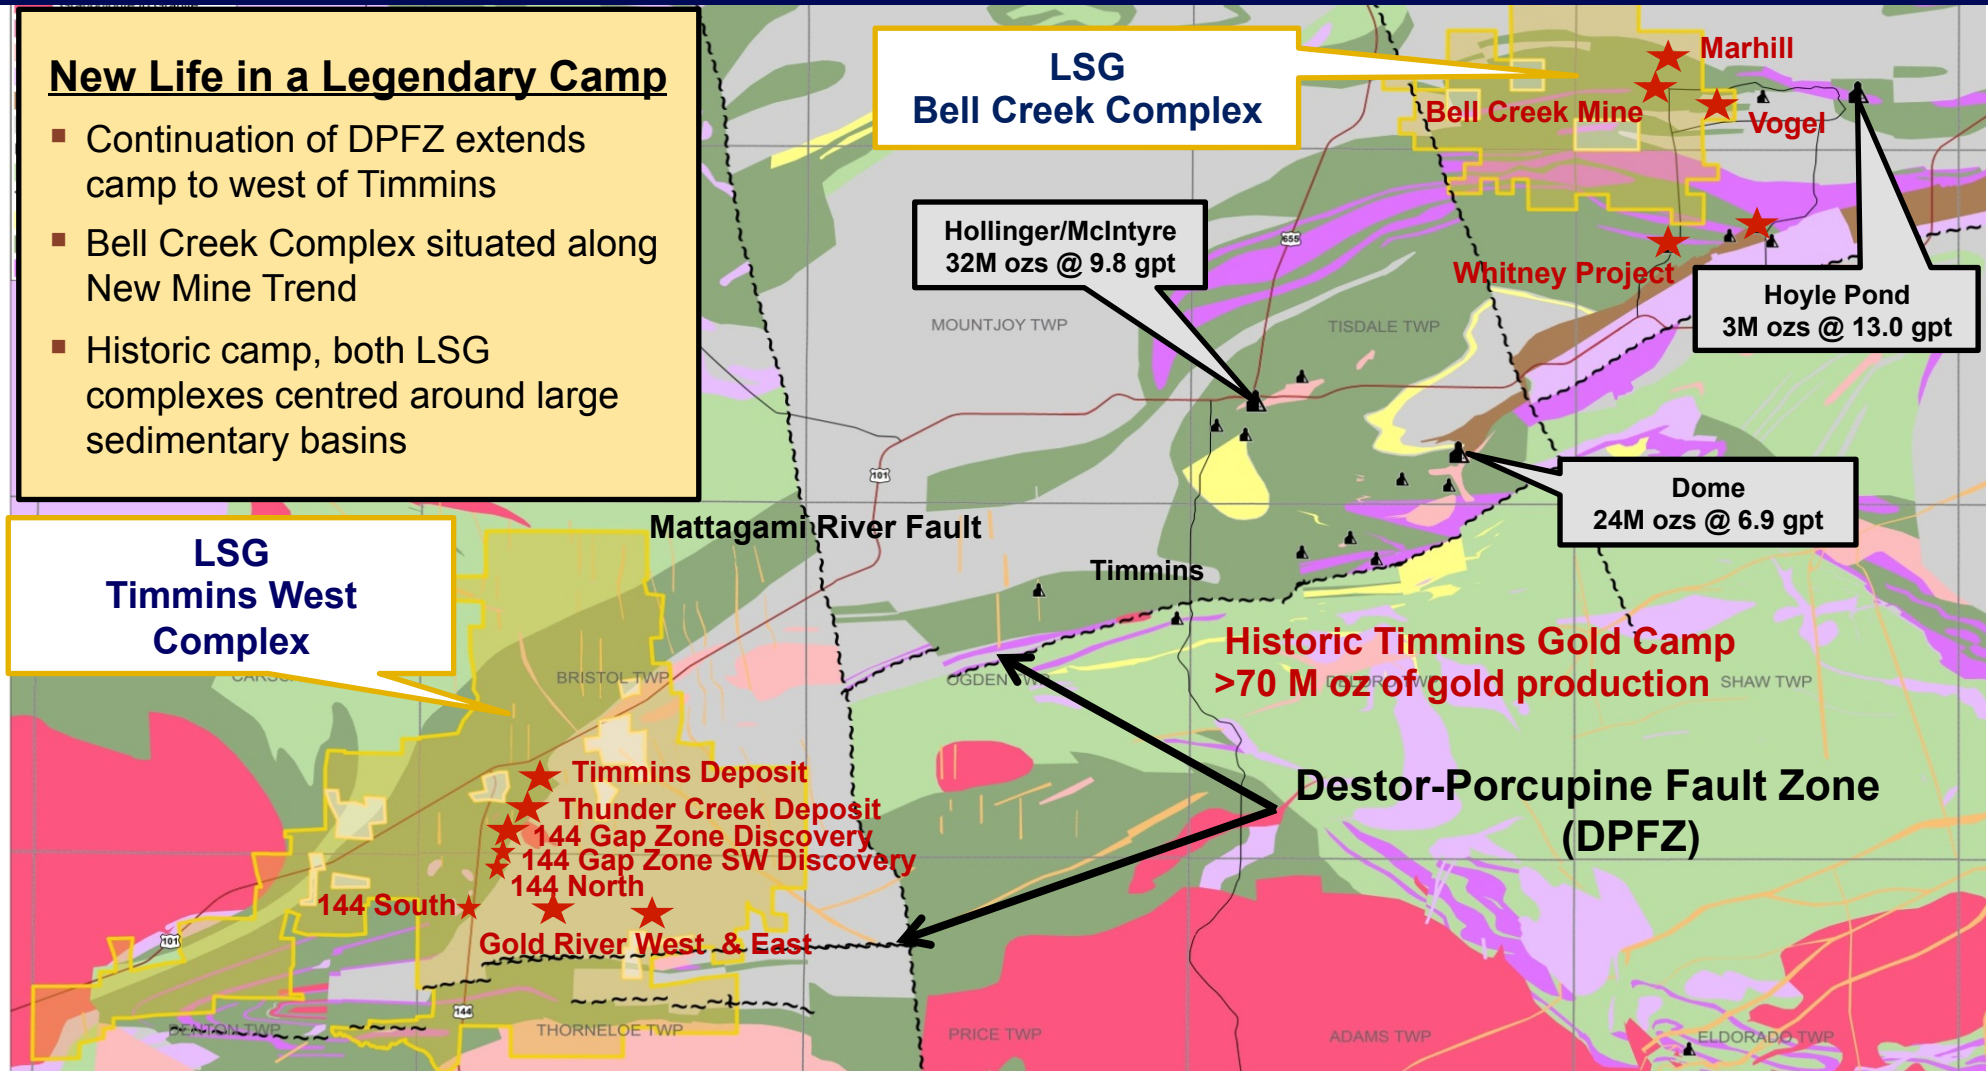 New Life in a Legendary Camp
▪ Continuation of DPFZ extends
camp to west of Timmins
▪ Bell Creek Complex situated along
New Mine Trend
▪ Historic camp, both LSG
complexes centred around large
sedimentary basins
LSG
Bell Creek Complex
Marhill
Bell Creek Mine
Vogel
Hollinger/McIntyre
32M ozs @ 9.8 gpt
655
Whitney Project
Hoyle Pond
3M ozs @ 13.0 gpt
MOUNTJOY TWP
TISDALE TWP
101
Dome
24M ozs @ 6.9 gpt
Mattagami River Fault
LSG
Timmins West
Complex
Timmins
Historic Timmins Gold Camp
>70 M oz of gold production
BRISTOL TWP
OGDEN TWP
DELORO TWP
SHAW TWP
Timmins Deposit
Thunder Creek Deposit
144 Gap Zone Discovery
144 Gap Zone SW Discovery
144 North
144 South
Destor-Porcupine Fault Zone
(DPFZ)
Gold River West & East
101
144
DENTON TWP
THORNELOE TWP
PRICE TWP
ADAMS TWP
ELDORADO TWP